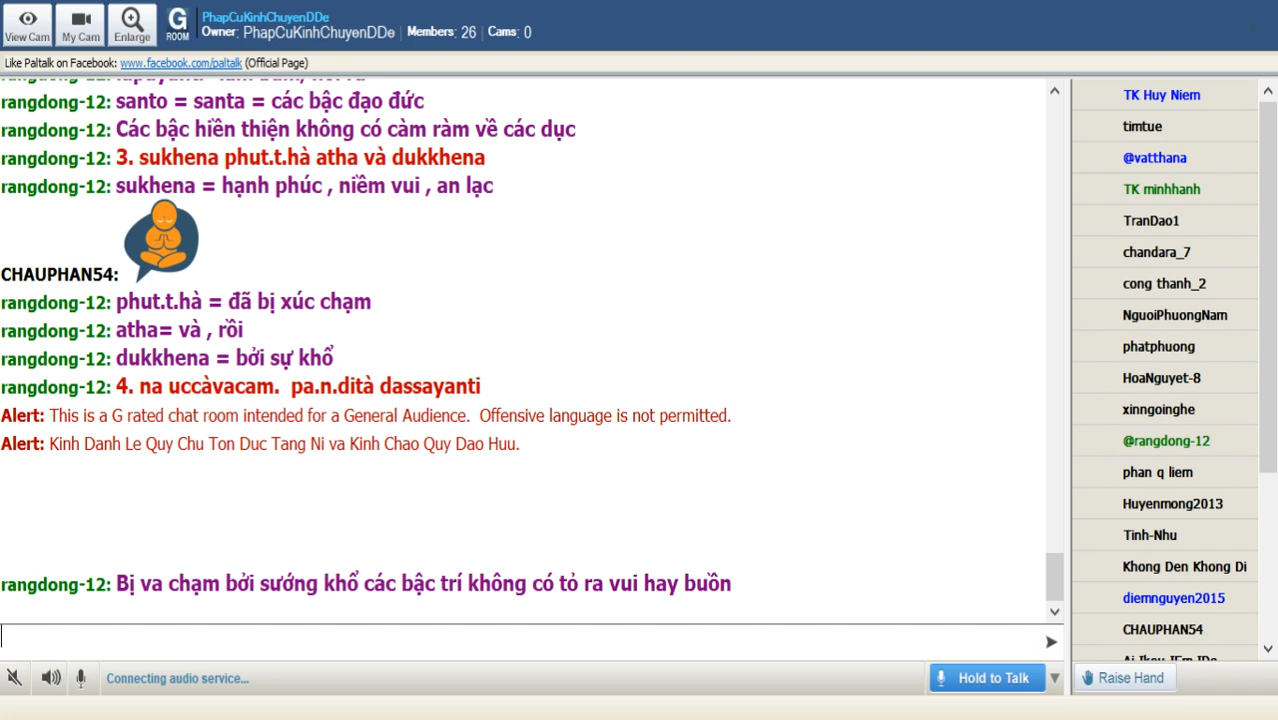 View Cam
My Cam
Enlarge
G
ROOM
PhapCuKinhChuyenDDe
Owner: PhapCuKinhChuyenDDe Members: 26 Cams: 0
Like Paltalk on Facebook: www.facebook.com/paltalk (Official Page)
rangdong-12: santo = santa = các bậc đạo đức
rangdong-12: Các bậc hiền thiện không có càm ràm về các dục
rangdong-12: 3. sukhena phut.t.hà atha và dukkhena
rangdong-12: sukhena = hạnh phúc , niềm vui , an lạc
CHAUPHAN54:
rangdong-12: phut.t.hà = đã bị xúc chạm
rangdong-12: atha= và , rồi
rangdong-12: dukkhena = bởi sự khổ
rangdong-12: 4. na uccàvacam. pa.n.dità dassayanti
Alert: This is a G rated chat room intended for a General Audience. Offensive language is not permitted.
Alert: Kinh Danh Le Quy Chu Ton Duc Tang Ni va Kinh Chao Quy Dao Huu.
rangdong-12: Bị va chạm bởi sướng khổ các bậc trí không có tỏ ra vui hay buồn
TK Huy Niem
timtue
@vatthana
TK minhhanh
TranDao1
chandara_7
cong thanh_2
NguoiPhuongNam
phatphuong
HoaNguyet-8
xinngoinghe
@rangdong-12
phan q liem
Huyenmong2013
Tinh-Nhu
Khong Den Khong Di
diemnguyen2015
CHAUPHAN54
Connecting audio service...
Hold to Talk
Raise Hand